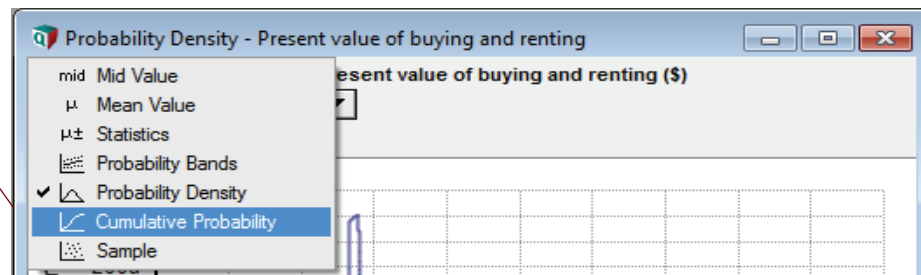 Probability Density - Present value of buying and renting
mid Mid Value
esent value of buying and renting ($)
μ Mean Value
μ± Statistics
Probability Bands
Probability Density
Cumulative Probability
Sample